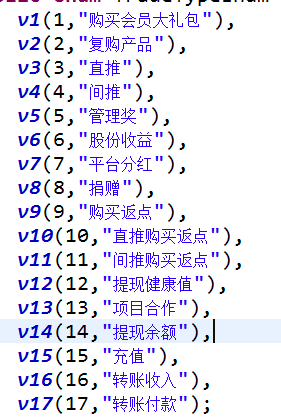 v1(1,"购买会员大礼包"),
v2(2,"复购产品"),
v3(3,"直推"),
v4(4,"间推"),
v5(5,"管理奖"),
v6(6,"股份收益"),
v7(7,"平台分红"),
v8(8,"捐赠"),
v9(9,"购买返点"),
v10(10,"直推购买返点"),
v11(11,"间推购买返点"),
v12(12,"提现健康值"),
v13(13,"项目合作"),
v14(14,"提现余额"),
v15(15,"充值"),
v16(16,"转账收入"),
v17(17,"转账付款");